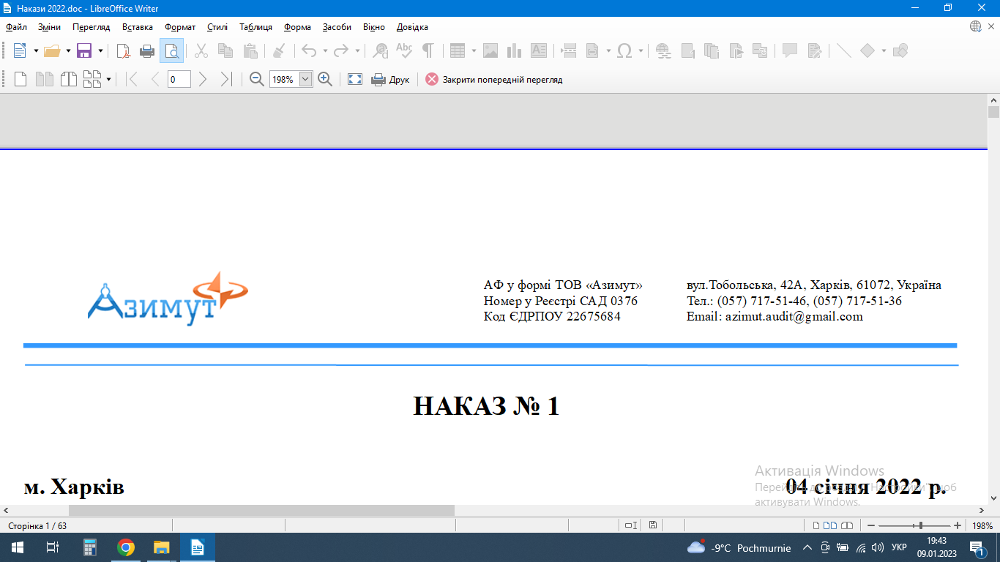 Накази 2022.doc - LibreOffice Writer
Файл Зміни Перегляд Вставка Формат Стилі Таблиця Форма Засоби Вікно Довідка
0 198% Друк Закрити попередній перегляд
Азимут
АФ у формі ТОВ «Азимут»
Номер у Реєстрі САД 0376
Код ЄДРПОУ 22675684
вул.Тобольська, 42А, Харків, 61072, Україна
Тел.: (057) 717-51-46, (057) 717-51-36
Email: azimut.audit@gmail.com
НАКАЗ № 1
м. Харків
04 січня 2022 р.
Активація Windows
Перейдіть до розділу "Настройки", щоб
активувати Windows.
Сторінка 1 / 63
198%
-9°C Pochmurnie
УКР
19:43
09.01.2023
1